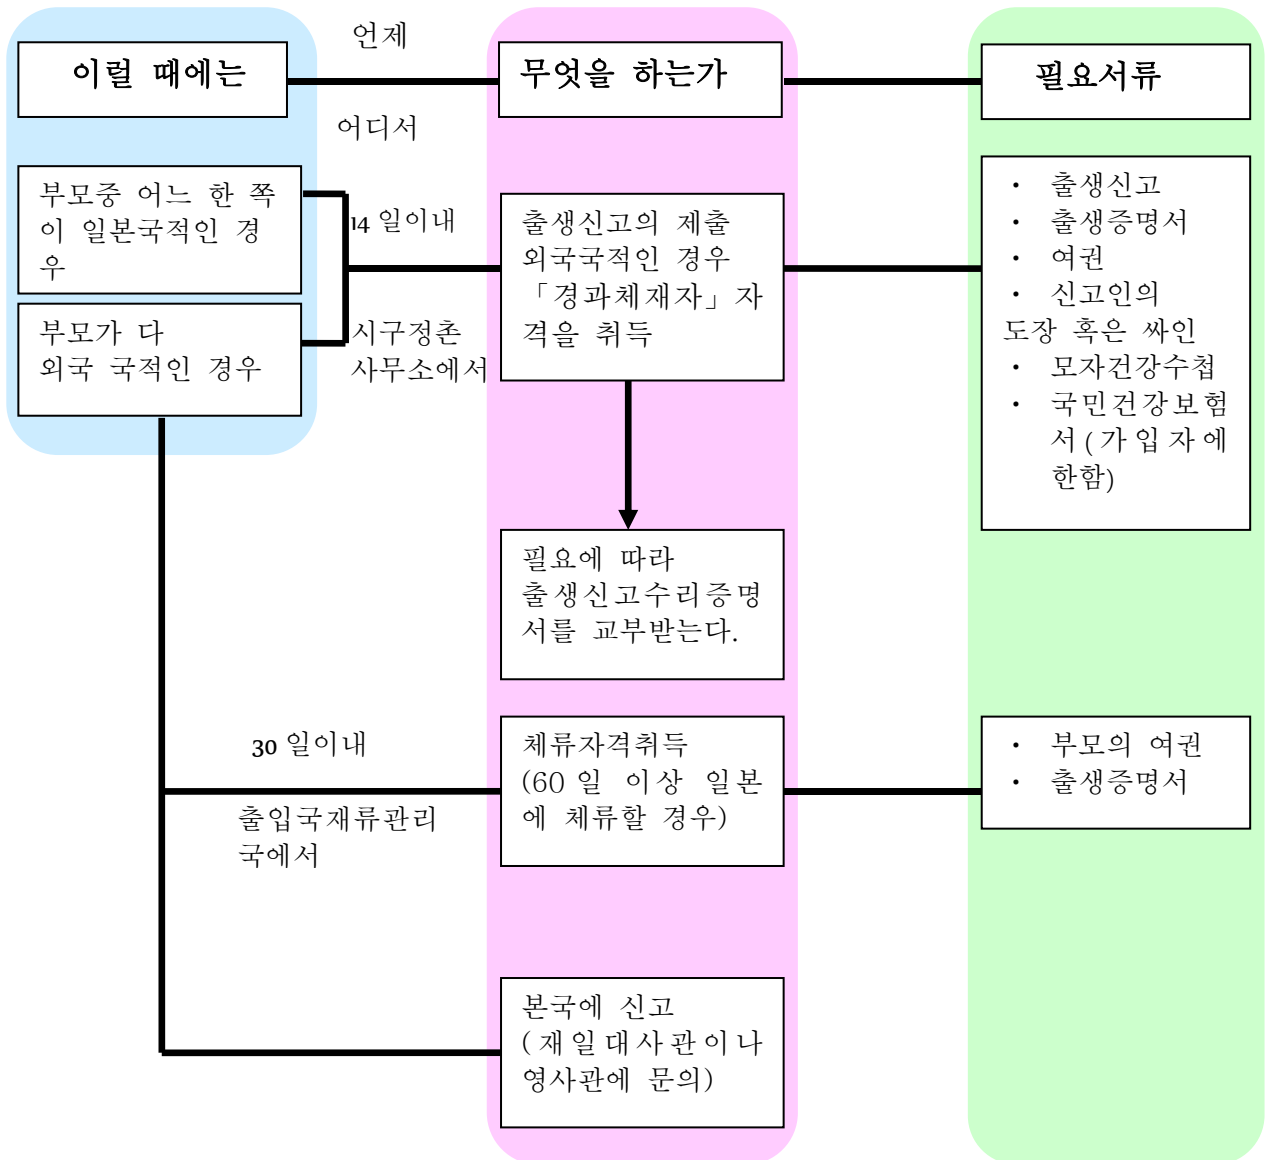 언제
이럴 때에는
무엇을 하는가
필요서류
어디서
부모중 어느 한 쪽
이 일본국적인 경
우
14 일이내
출생신고의 제출
외국국적인 경우
「경과체재자」자
격을 취득
・ 출생신고
・ 출생증명서
・ 여권
・ 신고인의
도장 혹은 싸인
・ 모자건강수첩
・ 국민건강보험
서(가입자에
한함)
부모가 다
외국 국적인 경우
시구정촌
사무소에서
필요에 따라
출생신고수리증명
서를 교부받는다.
30 일이내
출입국재류관리
국에서
체류자격취득
(60 일 이상 일본
에 체류할 경우)
・ 부모의 여권
・ 출생증명서
본국에 신고
(재일대사관이나
영사관에 문의)